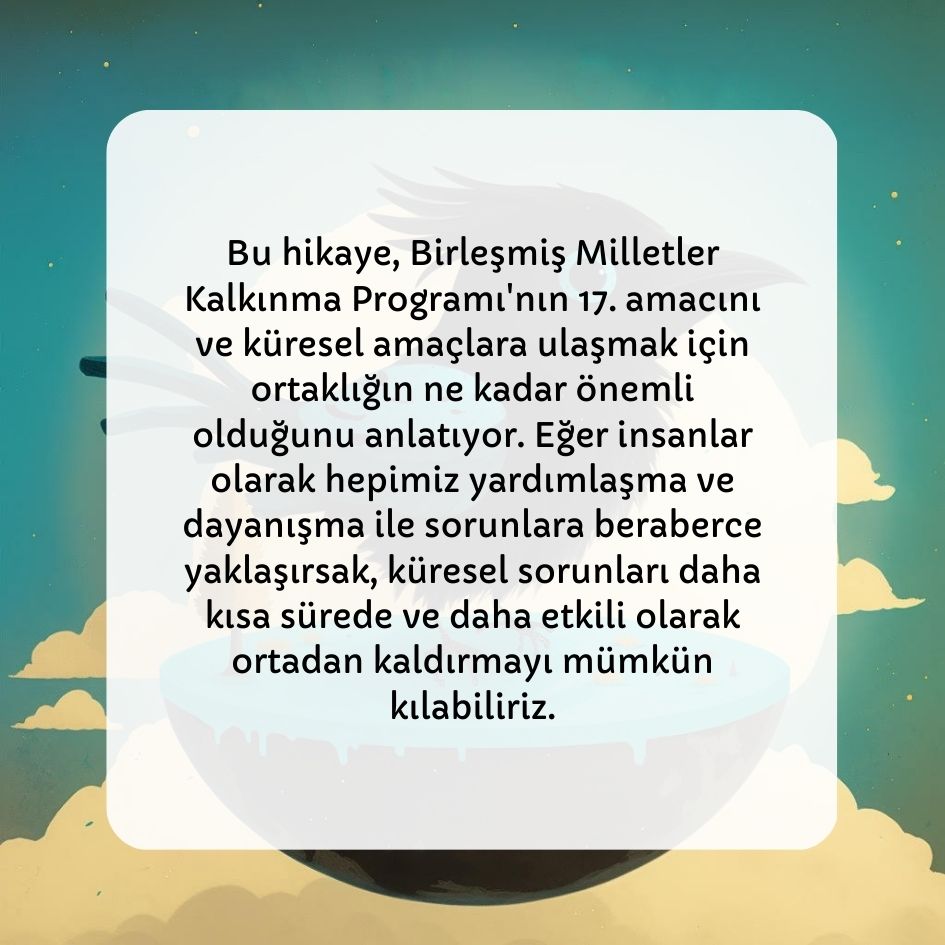 Bu hikaye, Birleşmiş Milletler
Kalkınma Programı'nın 17. amacını
ve küresel amaçlara ulaşmak için
ortaklığın ne kadar önemli
olduğunu anlatıyor. Eğer insanlar
olarak hepimiz yardımlaşma ve
dayanışma ile sorunlara beraberce
yaklaşırsak, küresel sorunları daha
kısa sürede ve daha etkili olarak
ortadan kaldırmayı mümkün
kılabiliriz.